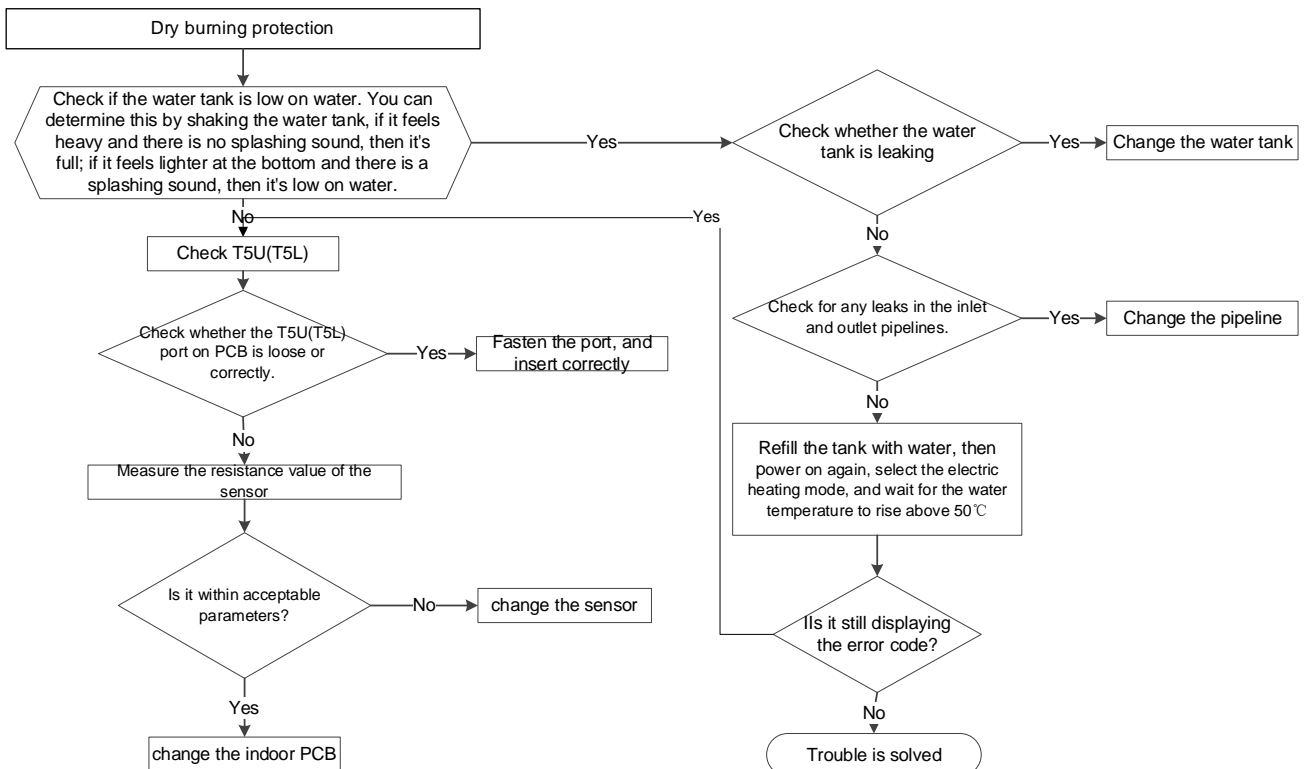 Dry burning protection
Check if the water tank is low on water. You can
determine this by shaking the water tank, if it feels
heavy and there is no splashing sound, then it's
full; if it feels lighter at the bottom and there is a
splashing sound, then it's low on water.
Yes
Check whether the water
tank is leaking
Yes
Change the water tank
No
Yes
Check T5U(T5L)
No
Check whether the T5U(T5L)
port on PCB is loose or
correctly.
Yes
Fasten the port, and
insert correctly
Check for any leaks in the inlet
and outlet pipelines.
Yes
Change the pipeline
No
No
Measure the resistance value of the
sensor
Refill the tank with water, then
power on again, select the electric
heating mode, and wait for the water
temperature to rise above 50℃
Is it within acceptable
parameters?
No
change the sensor
IIs it still displaying
the error code?
Yes
No
change the indoor PCB
Trouble is solved